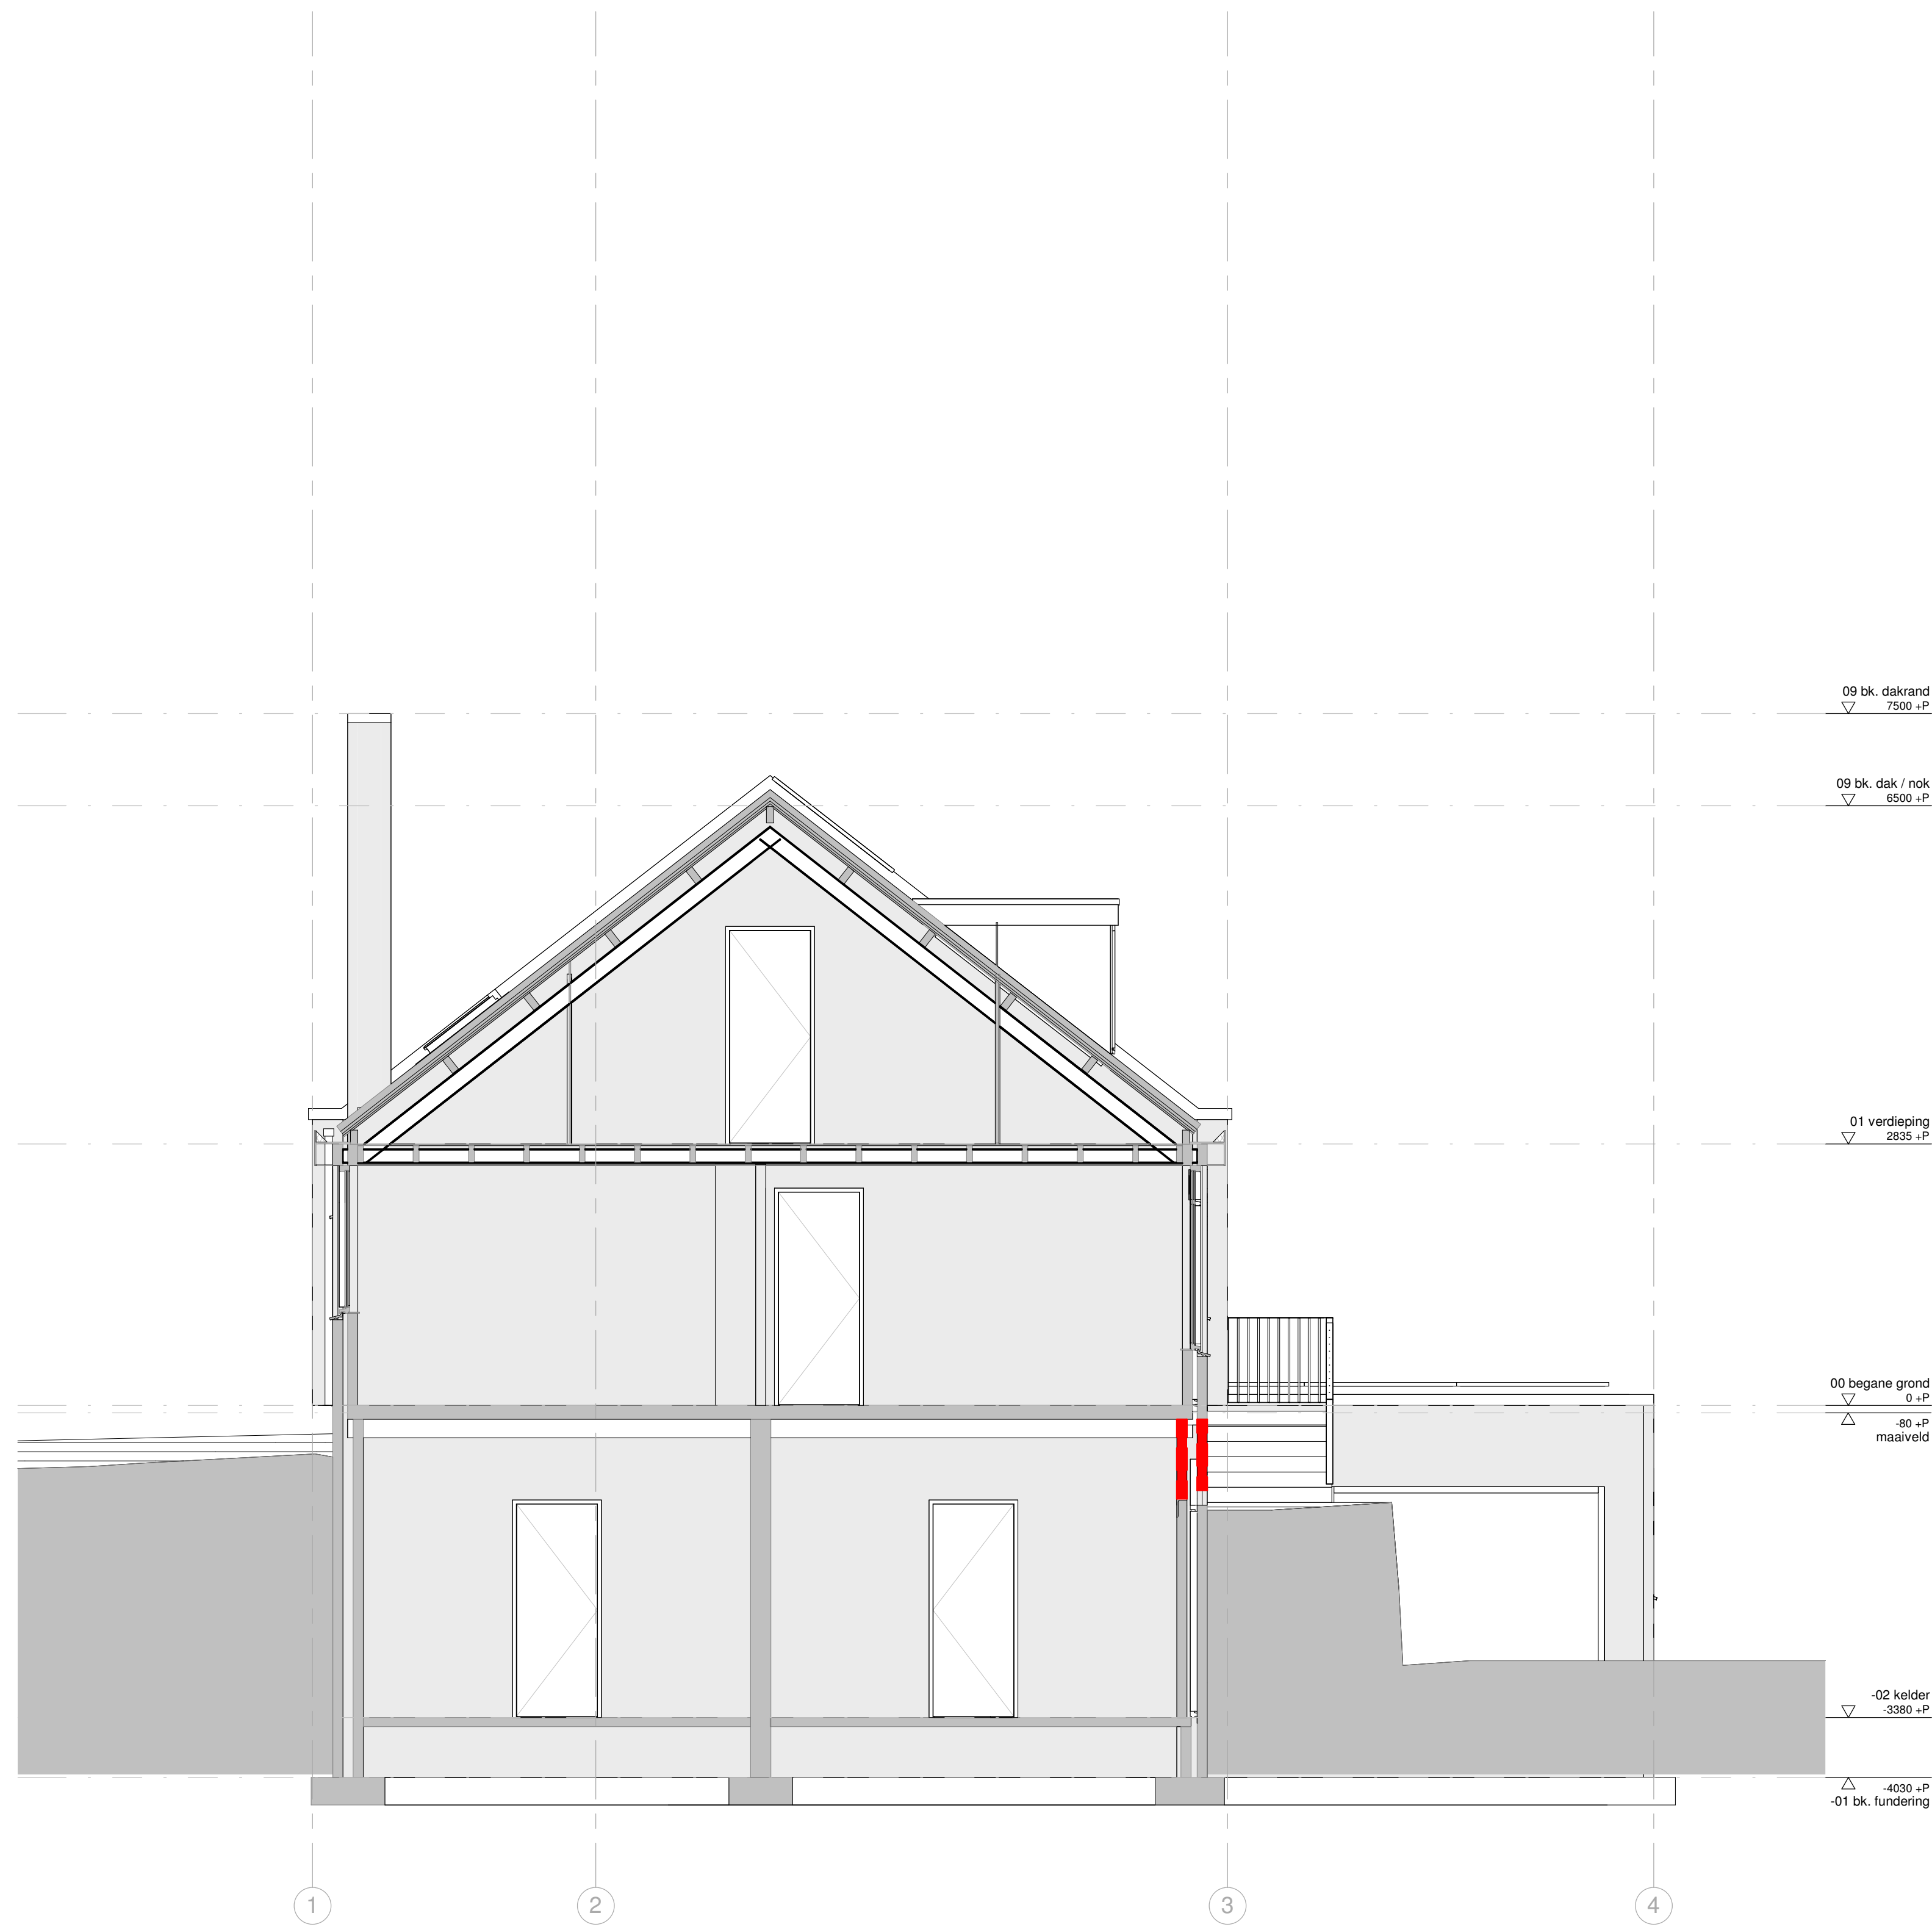 09 bk. dakrand
7500 +P
09 bk. dak / nok
6500 +P
01 verdieping
2835 +P
00 begane grond
0 +P
-80 +P
maaiveld
-02 kelder
-3380 +P
-4030 +P
-01 bk. fundering
1 2 3 4